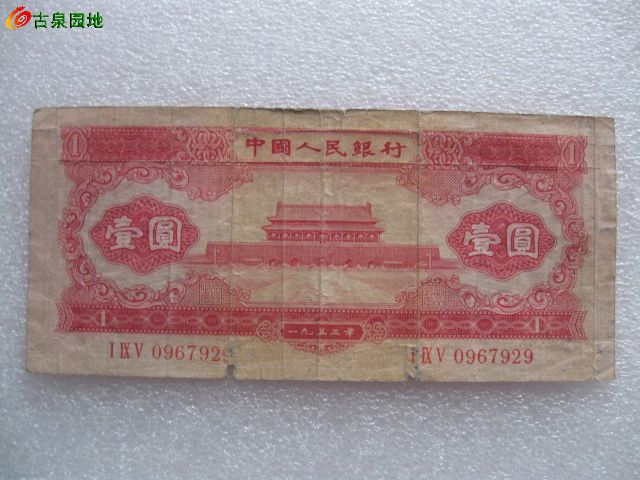 古泉园地
1 中國人民銀行 1
壹圓 壹圓
1 一九五三年 1
I IX V 0967929 I IX V 0967929